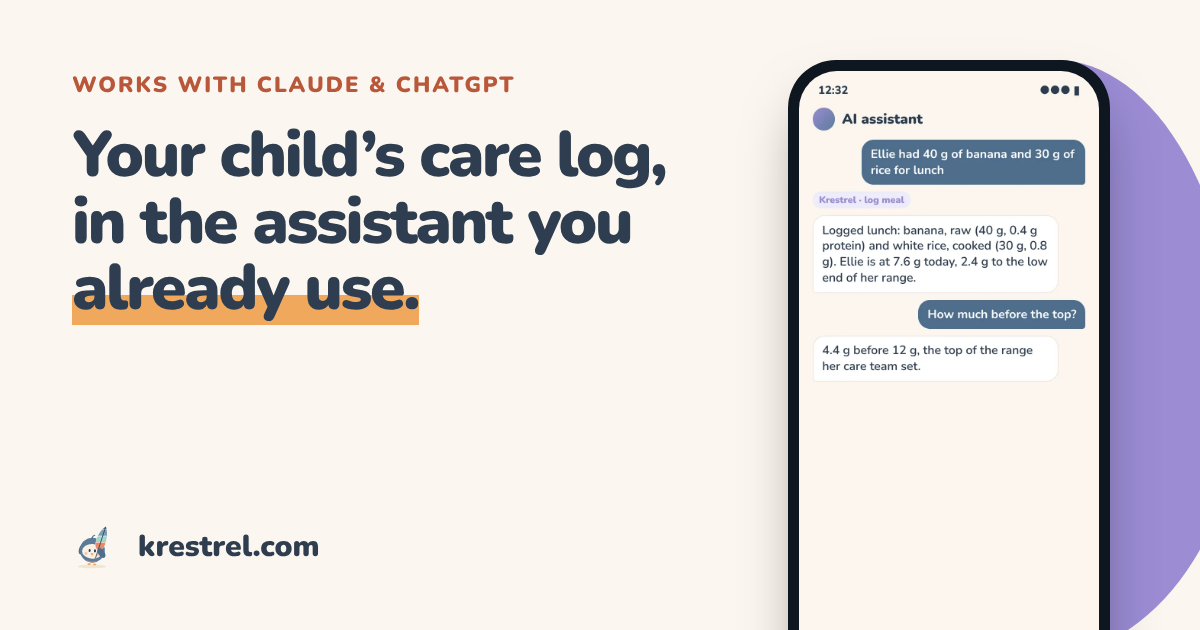 WORKS WITH CLAUDE & CHATGPT
Your child’s care log,
in the assistant you
already use.
krestrel.com
12:32
AI assistant
Ellie had 40 g of banana and 30 g of
rice for lunch
Krestrel · log meal
Logged lunch: banana, raw (40 g, 0.4 g
protein) and white rice, cooked (30 g, 0.8
g). Ellie is at 7.6 g today, 2.4 g to the low
end of her range.
How much before the top?
4.4 g before 12 g, the top of the range
her care team set.